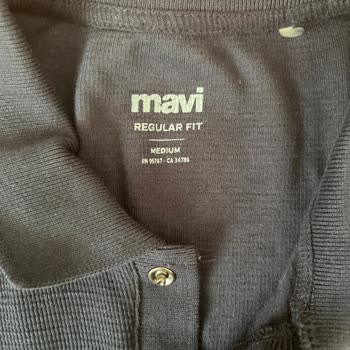 mavi
REGULAR FIT
MEDIUM
RN 95767 - CA 34786